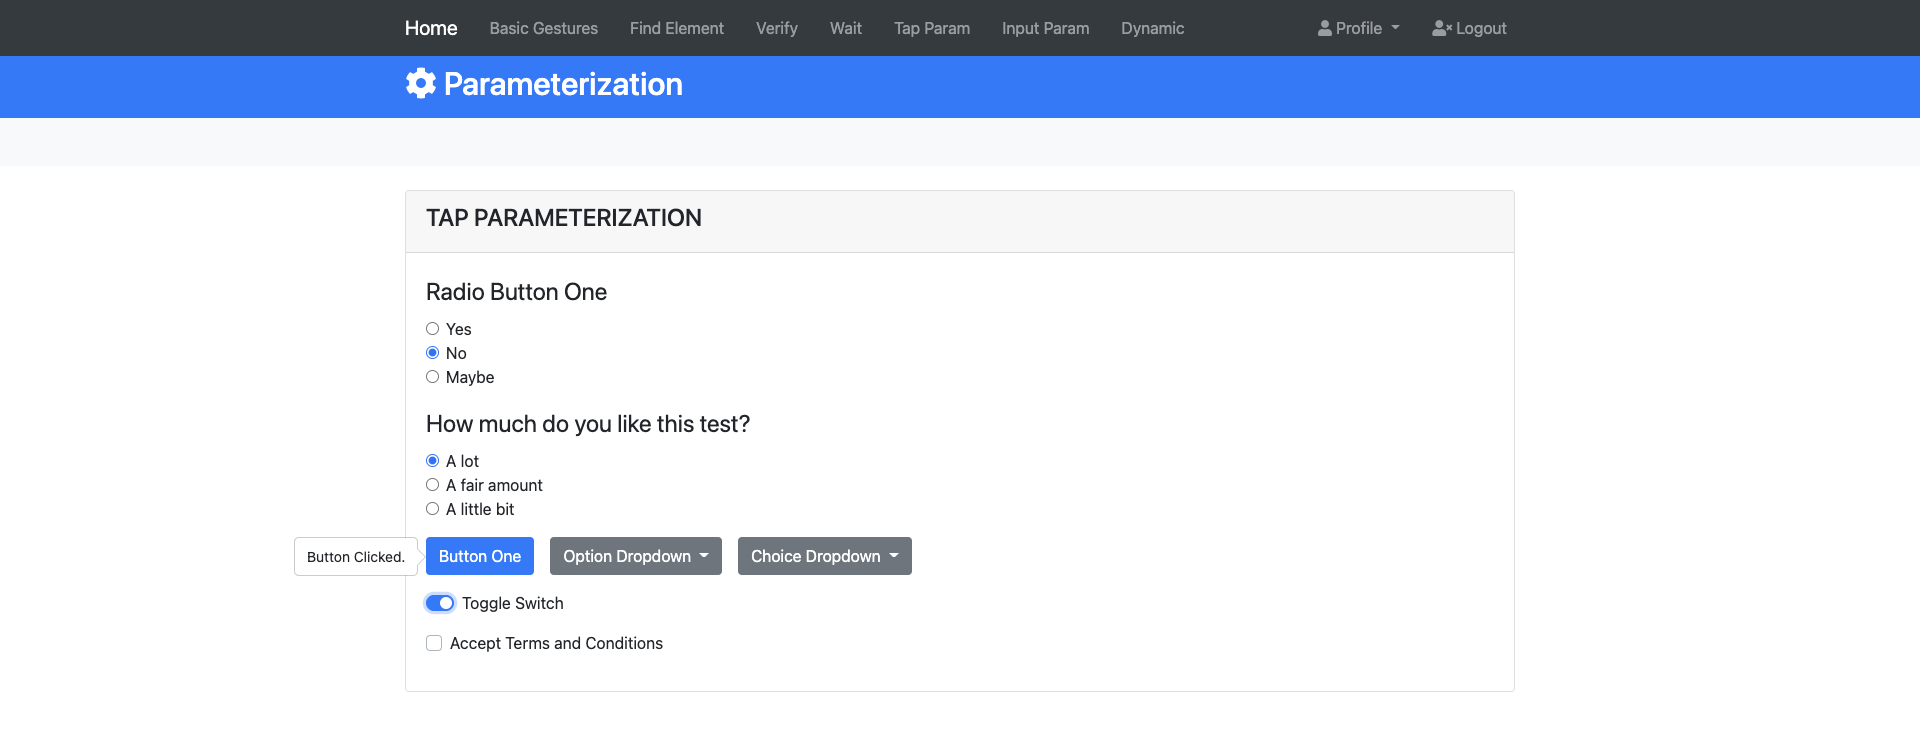 Home Basic Gestures Find Element Verify Wait Tap Param Input Param Dynamic Profile Logout
Parameterization
TAP PARAMETERIZATION
Radio Button One
Yes
No
Maybe
How much do you like this test?
A lot
A fair amount
A little bit
Button Clicked. Button One Option Dropdown Choice Dropdown
Toggle Switch
Accept Terms and Conditions